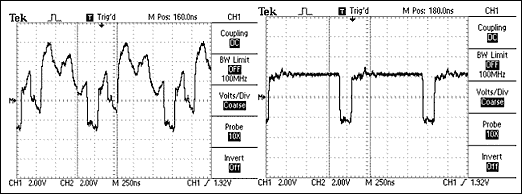 Tek Trig'd M Pos: 160.0ns CH1
Coupling
DC
BW Limit
OFF
100MHz
Volts/Div
Coarse
Probe
10X
Invert
Off
CH1 2.00V CH2 2.00V M 250ns CH1 / 1.32V
Tek T Trig'd M Pos: 180.0ns CH1
Coupling
DC
BW Limit
OFF
100MHz
Volts/Div
Coarse
Probe
10X
Invert
Off
CH1 2.00V CH2 2.00V M 250ns CH1 / 1.32V